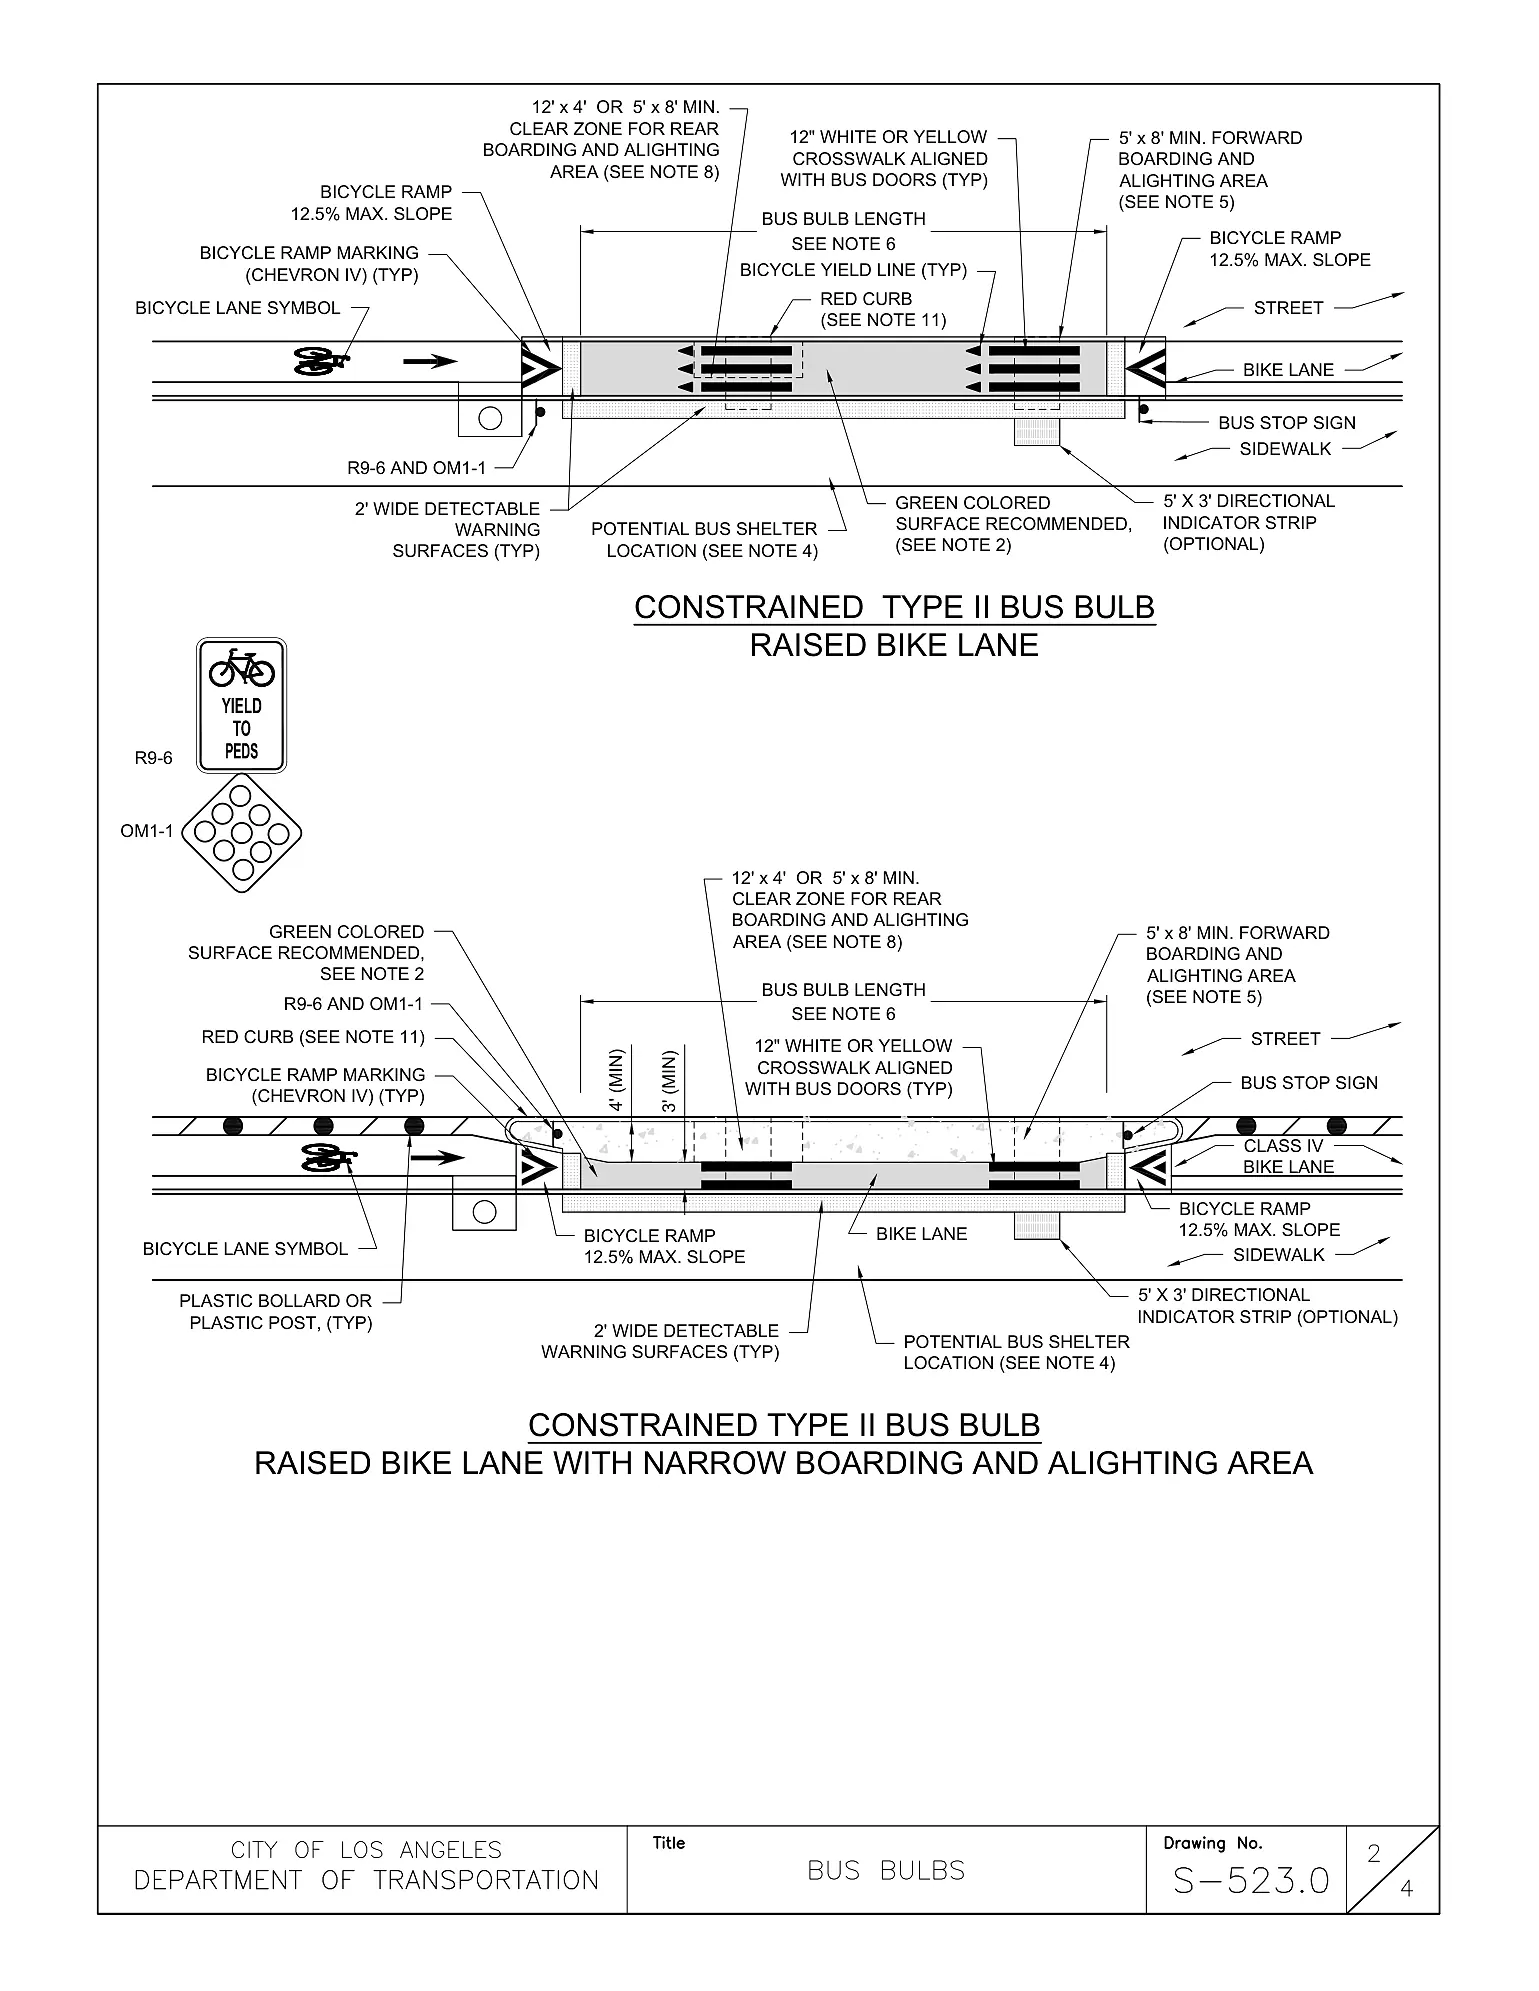 12' x 4'  OR  5' x 8' MIN.
CLEAR ZONE FOR REAR
BOARDING AND ALIGHTING
AREA (SEE NOTE 8)
12" WHITE OR YELLOW
CROSSWALK ALIGNED
WITH BUS DOORS (TYP)
5' x 8' MIN. FORWARD
BOARDING AND
ALIGHTING AREA
(SEE NOTE 5)
BICYCLE RAMP
12.5% MAX. SLOPE
BUS BULB LENGTH
SEE NOTE 6
BICYCLE RAMP
12.5% MAX. SLOPE
BICYCLE RAMP MARKING
(CHEVRON IV) (TYP)
BICYCLE YIELD LINE (TYP)
BICYCLE LANE SYMBOL
RED CURB
(SEE NOTE 11)
STREET
BIKE LANE
BUS STOP SIGN
SIDEWALK
R9-6 AND OM1-1
2' WIDE DETECTABLE
WARNING
SURFACES (TYP)
POTENTIAL BUS SHELTER
LOCATION (SEE NOTE 4)
GREEN COLORED
SURFACE RECOMMENDED,
(SEE NOTE 2)
5' X 3' DIRECTIONAL
INDICATOR STRIP
(OPTIONAL)
CONSTRAINED  TYPE II BUS BULB
RAISED BIKE LANE
YIELD
TO
PEDS
R9-6
OM1-1
12' x 4'  OR  5' x 8' MIN.
CLEAR ZONE FOR REAR
BOARDING AND ALIGHTING
AREA (SEE NOTE 8)
GREEN COLORED
SURFACE RECOMMENDED,
SEE NOTE 2
5' x 8' MIN. FORWARD
BOARDING AND
ALIGHTING AREA
(SEE NOTE 5)
R9-6 AND OM1-1
BUS BULB LENGTH
SEE NOTE 6
RED CURB (SEE NOTE 11)
4' (MIN)
3' (MIN)
12" WHITE OR YELLOW
CROSSWALK ALIGNED
WITH BUS DOORS (TYP)
STREET
BICYCLE RAMP MARKING
(CHEVRON IV) (TYP)
BUS STOP SIGN
CLASS IV
BIKE LANE
BICYCLE RAMP
12.5% MAX. SLOPE
BICYCLE RAMP
12.5% MAX. SLOPE
BIKE LANE
BICYCLE LANE SYMBOL
SIDEWALK
PLASTIC BOLLARD OR
PLASTIC POST, (TYP)
5' X 3' DIRECTIONAL
INDICATOR STRIP (OPTIONAL)
2' WIDE DETECTABLE
WARNING SURFACES (TYP)
POTENTIAL BUS SHELTER
LOCATION (SEE NOTE 4)
CONSTRAINED TYPE II BUS BULB
RAISED BIKE LANE WITH NARROW BOARDING AND ALIGHTING AREA
CITY OF LOS ANGELES
DEPARTMENT OF TRANSPORTATION
Title
BUS BULBS
Drawing No.
S-523.0
2
4